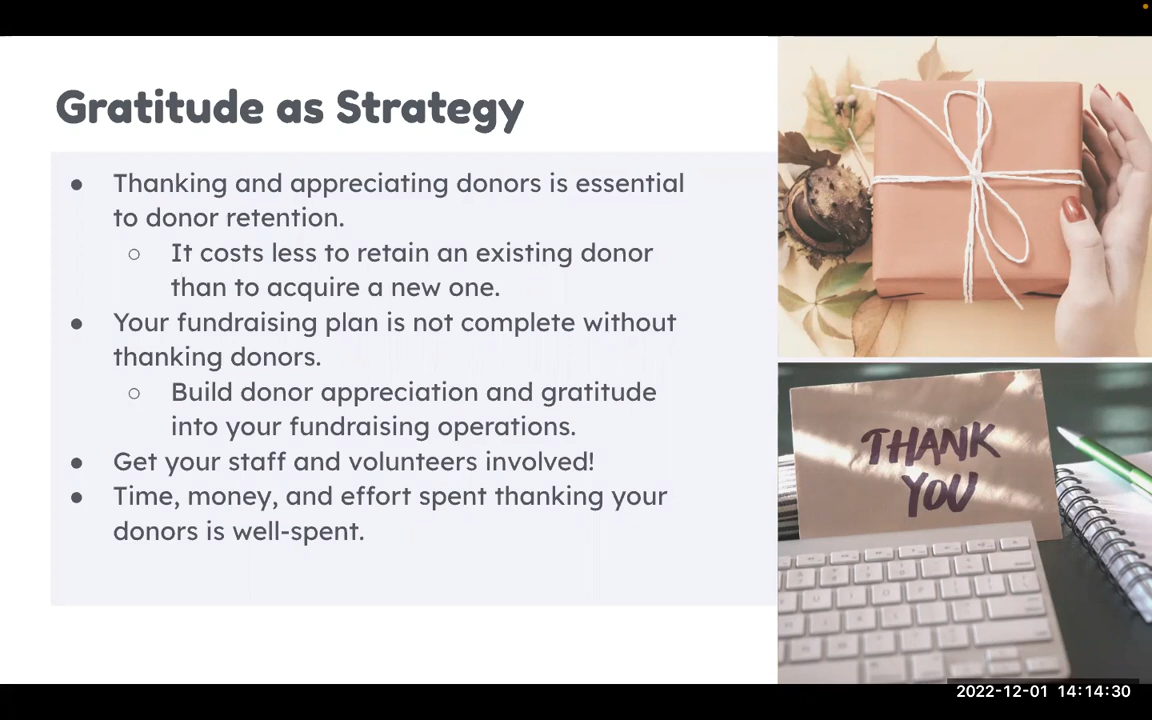 Gratitude as Strategy
● Thanking and appreciating donors is essential
to donor retention.
○ It costs less to retain an existing donor
than to acquire a new one.
● Your fundraising plan is not complete without
thanking donors.
○ Build donor appreciation and gratitude
into your fundraising operations.
● Get your staff and volunteers involved!
● Time, money, and effort spent thanking your
donors is well-spent.
THANK
YOU
2022-12-01 14:14:30